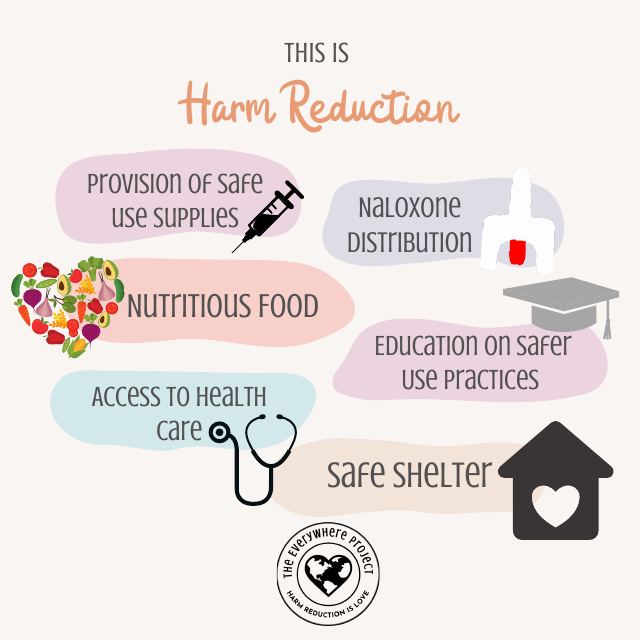 THIS IS
Harm Reduction
Provision of safe
use supplies
Naloxone
Distribution
Nutritious food
Education on safer
use practices
Access to health
care
Safe shelter
THE EVERYWHERE PROJECT
HARM REDUCTION IS LOVE